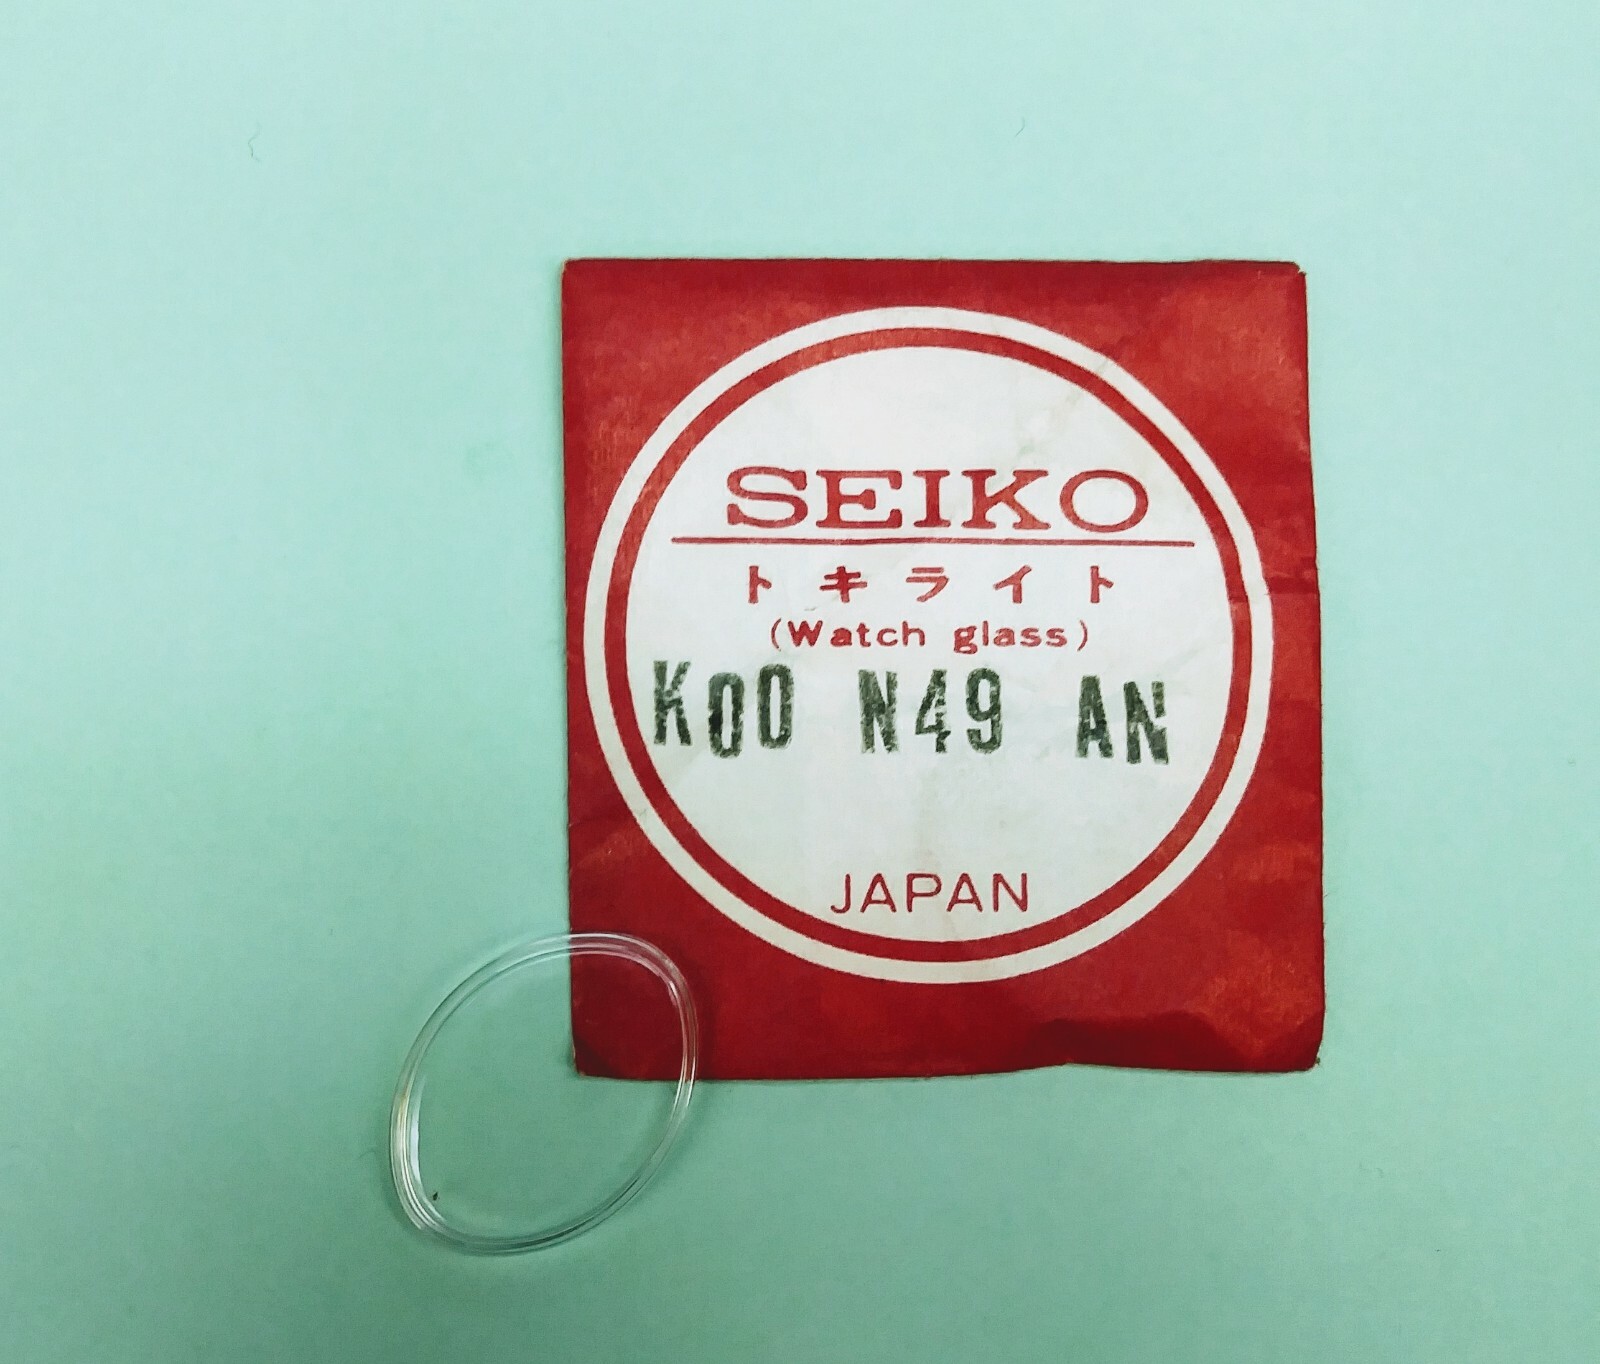 SEIKO
トキライト
(Watch glass)
K00 N49 AN
JAPAN